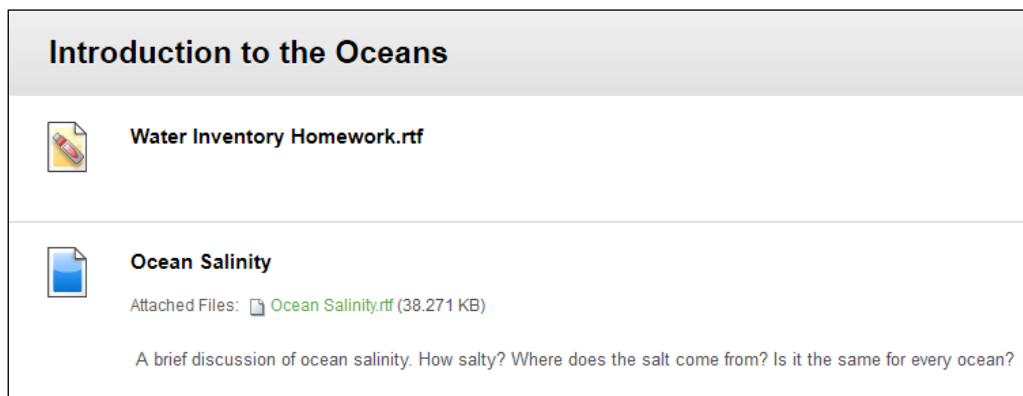 Introduction to the Oceans
Water Inventory Homework.rtf
Ocean Salinity
Attached Files: Ocean Salinity.rtf (38.271 KB)
A brief discussion of ocean salinity. How salty? Where does the salt come from? Is it the same for every ocean?